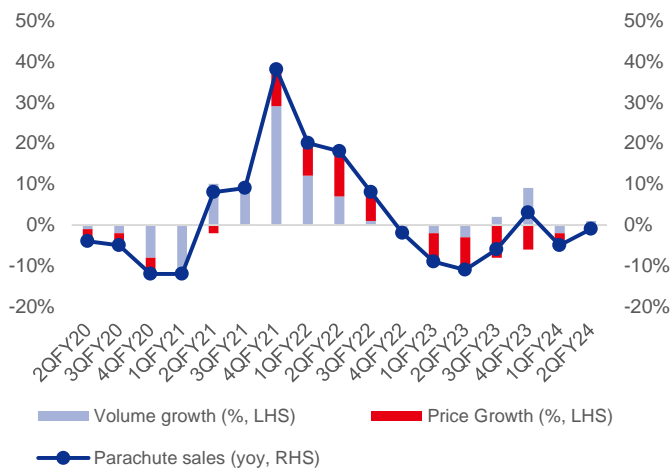 50% 50%
40% 40%
30% 30%
20% 20%
10% 10%
0% 0%
-10% -10%
-20% -20%
2QFY20 3QFY20 4QFY20 1QFY21 2QFY21 3QFY21 4QFY21 1QFY22 2QFY22 3QFY22 4QFY22 1QFY23 2QFY23 3QFY23 4QFY23 1QFY24 2QFY24
Volume growth (%, LHS) Price Growth (%, LHS)
Parachute sales (yoy, RHS)